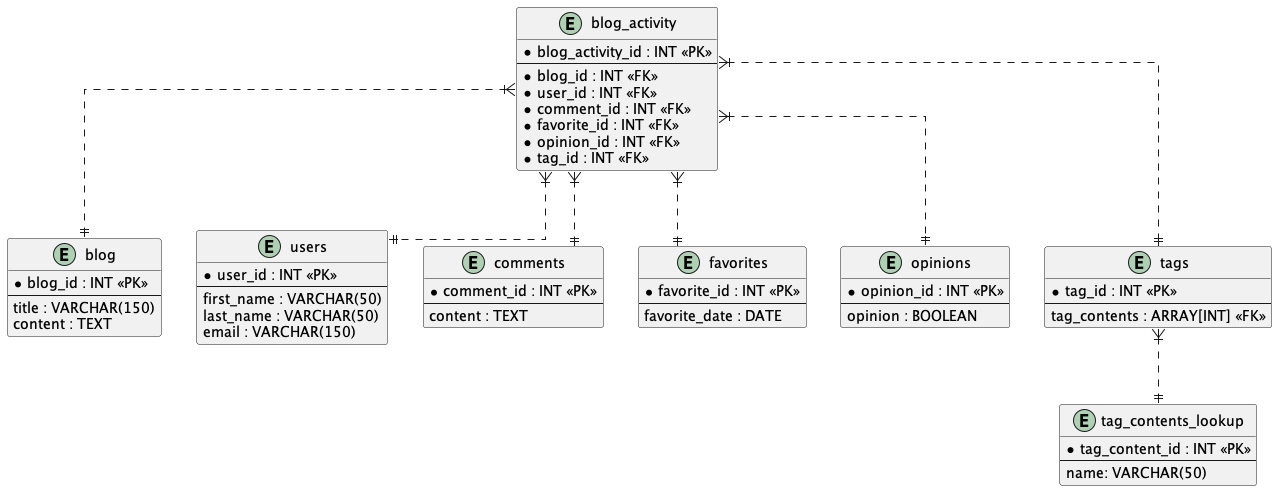 E blog_activity
* blog_activity_id : INT «PK»
* blog_id : INT «FK»
* user_id : INT «FK»
* comment_id : INT «FK»
* favorite_id : INT «FK»
* opinion_id : INT «FK»
* tag_id : INT «FK»
E blog
* blog_id : INT «PK»
title : VARCHAR(150)
content : TEXT
E users
* user_id : INT «PK»
first_name : VARCHAR(50)
last_name : VARCHAR(50)
email : VARCHAR(150)
E comments
* comment_id : INT «PK»
content : TEXT
E favorites
* favorite_id : INT «PK»
favorite_date : DATE
E opinions
* opinion_id : INT «PK»
opinion : BOOLEAN
E tags
* tag_id : INT «PK»
tag_contents : ARRAY[INT] «FK»
E tag_contents_lookup
* tag_content_id : INT «PK»
name: VARCHAR(50)